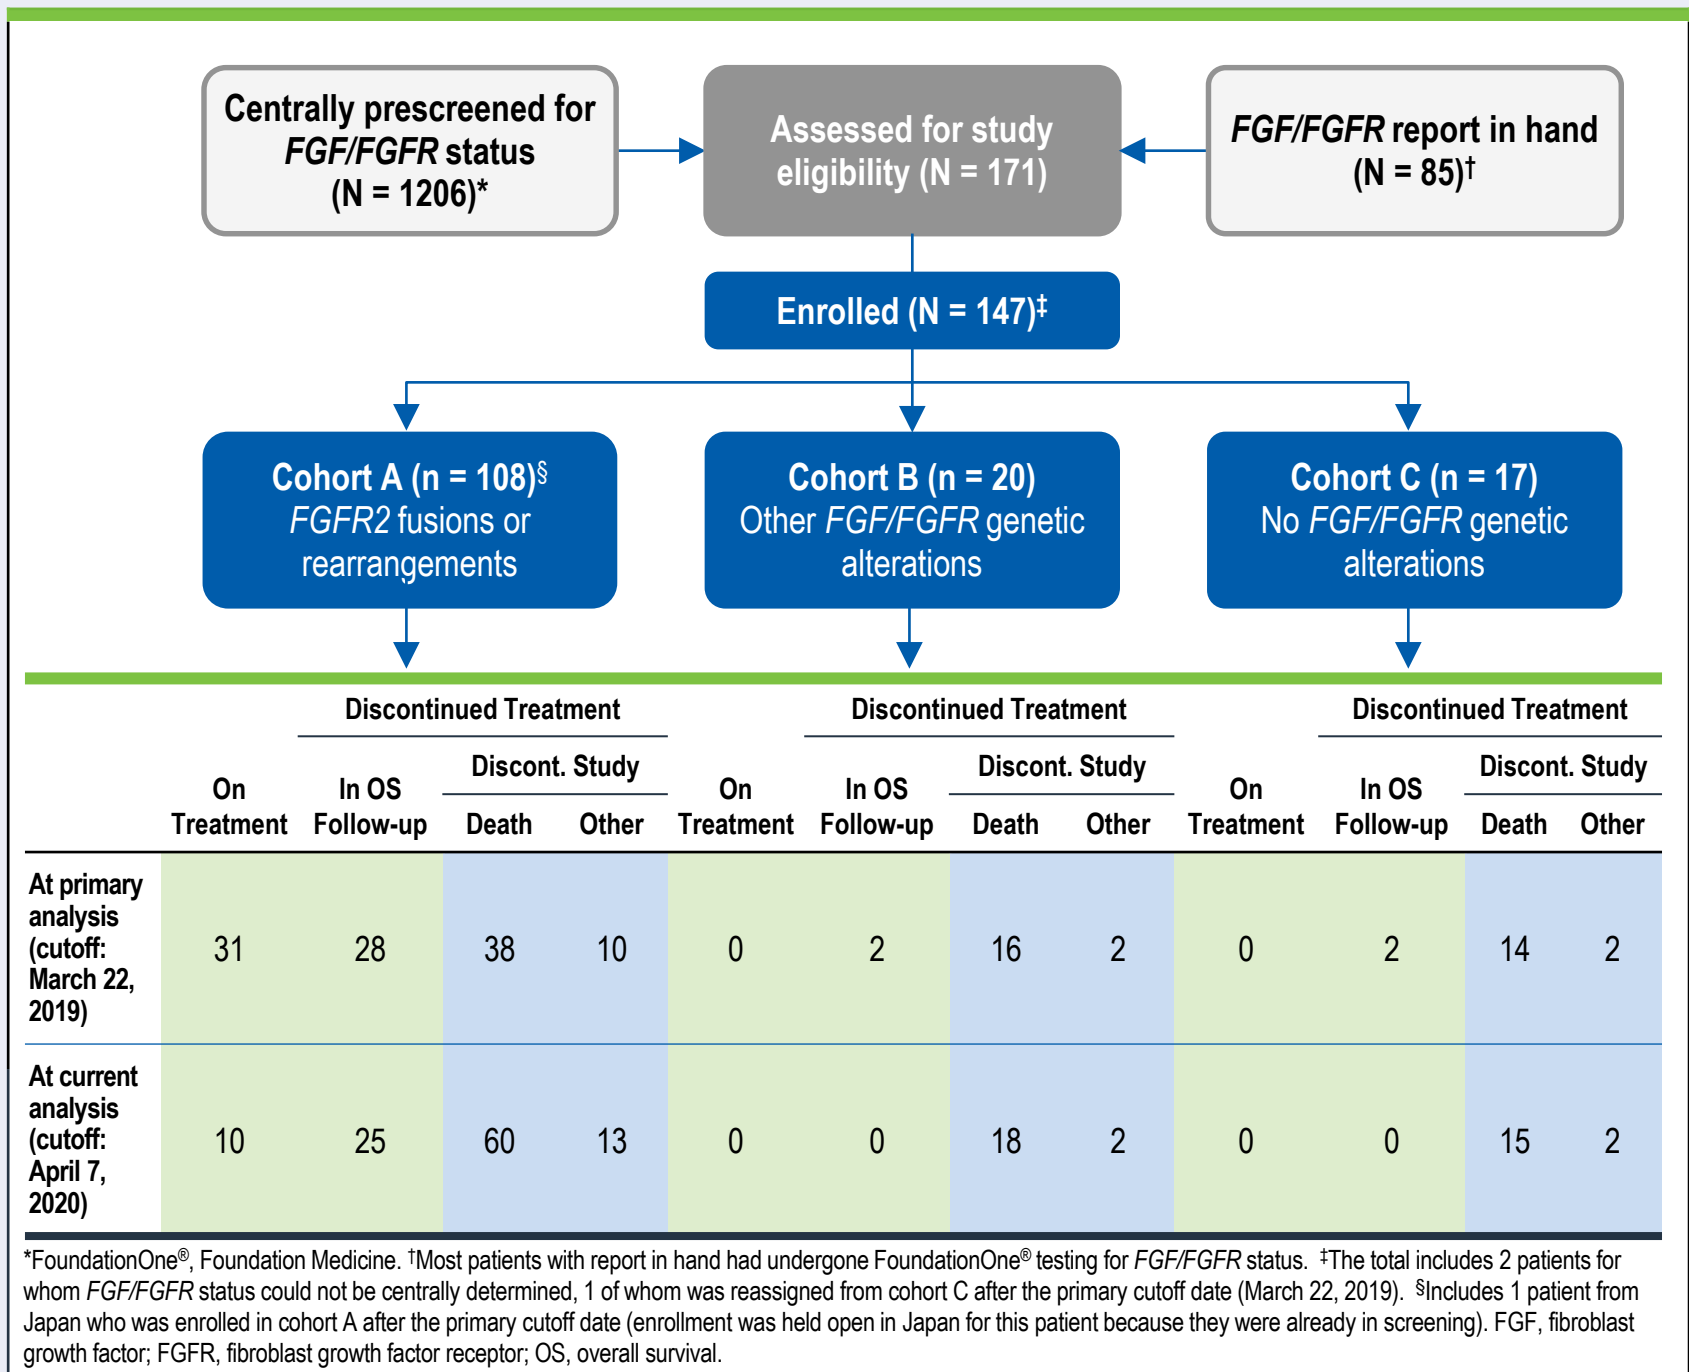 Centrally prescreened for
FGF/FGFR status
(N = 1206)*
Assessed for study
eligibility (N = 171)
FGF/FGFR report in hand
(N = 85)†
Enrolled (N = 147)‡
Cohort A (n = 108)§
FGFR2 fusions or
rearrangements
Cohort B (n = 20)
Other FGF/FGFR genetic
alterations
Cohort C (n = 17)
No FGF/FGFR genetic
alterations
Discontinued Treatment Discontinued Treatment Discontinued Treatment
Discont. Study Discont. Study Discont. Study
On In OS On In OS On In OS
Treatment Follow-up Death Other Treatment Follow-up Death Other Treatment Follow-up Death Other
At primary
analysis
(cutoff:
March 22,
2019)
31 28 38 10 0 2 16 2 0 2 14 2
At current
analysis
(cutoff:
April 7,
2020)
10 25 60 13 0 0 18 2 0 0 15 2
*FoundationOne®, Foundation Medicine. †Most patients with report in hand had undergone FoundationOne® testing for FGF/FGFR status. ‡The total includes 2 patients for
whom FGF/FGFR status could not be centrally determined, 1 of whom was reassigned from cohort C after the primary cutoff date (March 22, 2019). §Includes 1 patient from
Japan who was enrolled in cohort A after the primary cutoff date (enrollment was held open in Japan for this patient because they were already in screening). FGF, fibroblast
growth factor; FGFR, fibroblast growth factor receptor; OS, overall survival.